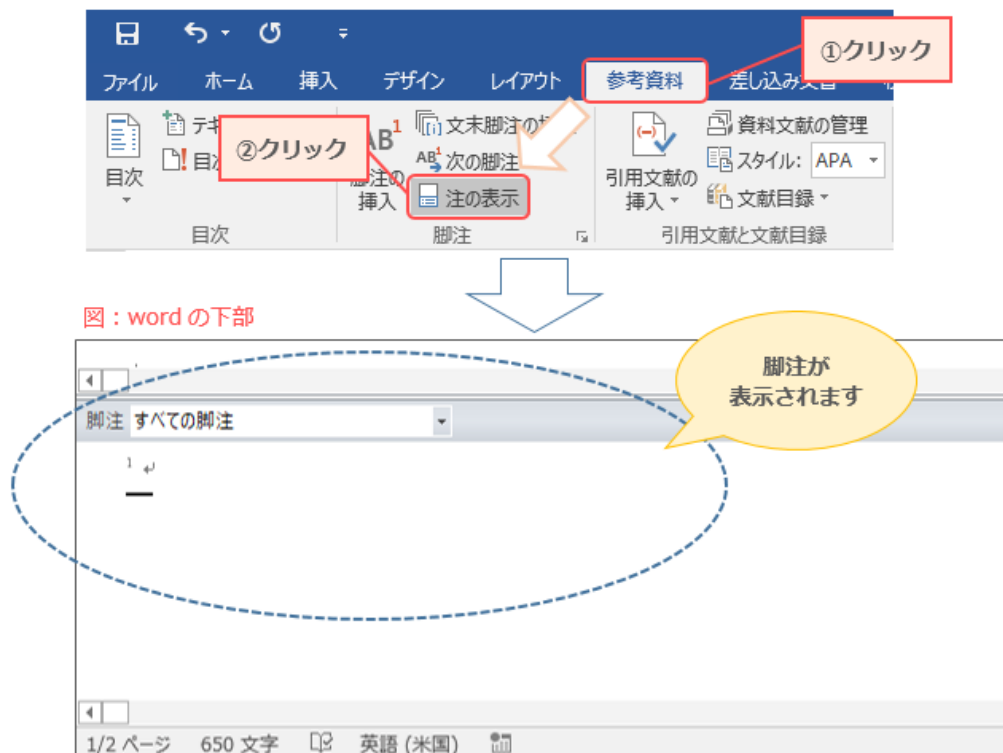 ①クリック
ファイル ホーム 挿入 デザイン レイアウト 参考資料
②クリック
目次
AB1
脚注の
挿入
文末脚注の
次の脚注
注の表示
引用文献の
挿入
資料文献の管理
スタイル: APA
文献目録
目次 脚注 引用文献と文献目録
図：word の下部
脚注が
表示されます
脚注 すべての脚注
1
1/2 ページ 650 文字 英語 (米国)